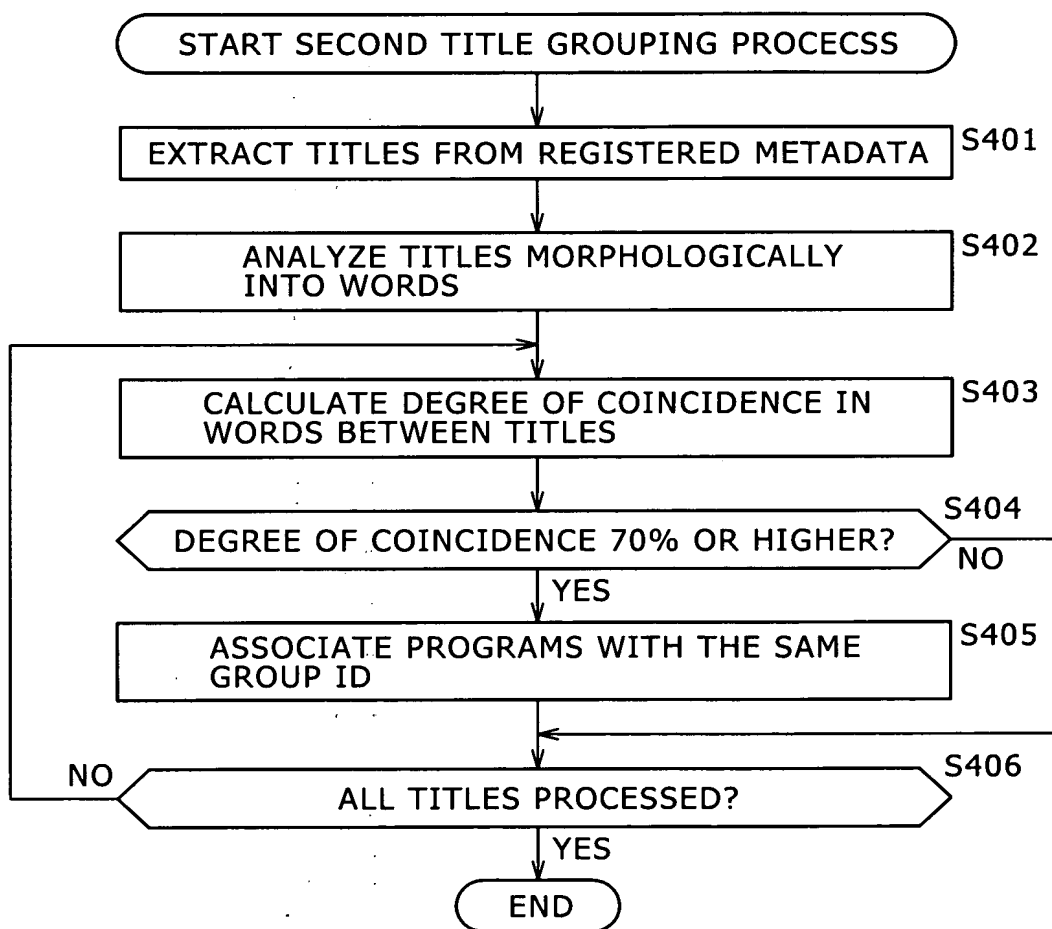 START SECOND TITLE GROUPING PROCECSS
EXTRACT TITLES FROM REGISTERED METADATA
S401
ANALYZE TITLES MORPHOLOGICALLY
INTO WORDS
S402
CALCULATE DEGREE OF COINCIDENCE IN
WORDS BETWEEN TITLES
S403
DEGREE OF COINCIDENCE 70% OR HIGHER?
S404
NO
YES
ASSOCIATE PROGRAMS WITH THE SAME
GROUP ID
S405
NO
ALL TITLES PROCESSED?
S406
YES
END